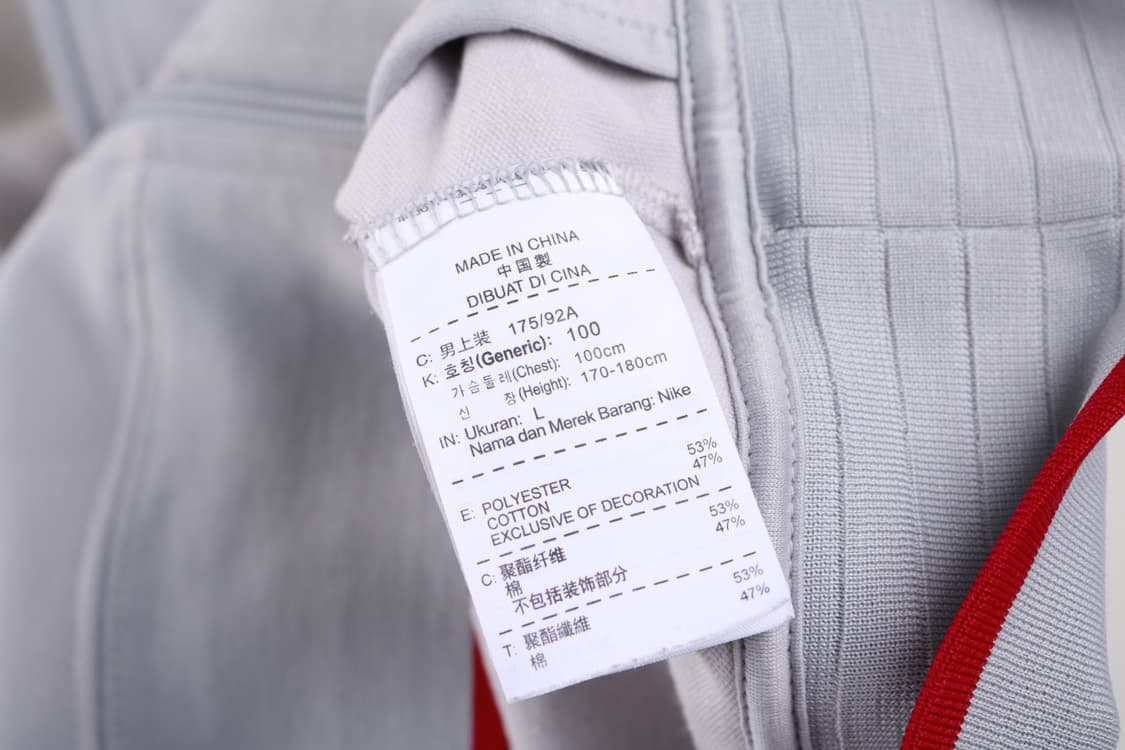 MADE IN CHINA
中国製
DIBUAT DI CINA
C: 男上装 175/92A
K: 호칭(Generic): 100
가슴둘레(Chest): 100cm
신 장(Height): 170-180cm
IN: Ukuran: L
Nama dan Merek Barang: Nike
E: POLYESTER 53%
COTTON 47%
EXCLUSIVE OF DECORATION
C: 聚酯纤维 53%
棉 47%
不包括装饰部分
T: 聚酯纖維 53%
棉 47%